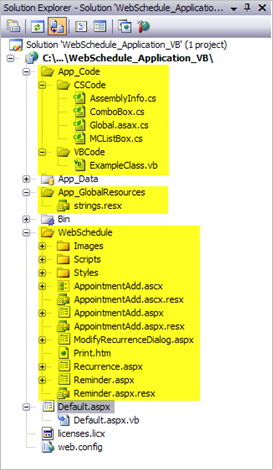 Solution Explorer - Solution 'WebSchedule_Applicatio...
Solution 'WebSchedule_Application_VB' (1 project)
C:\...\WebSchedule_Application_VB\
App_Code
CSCode
AssemblyInfo.cs
ComboBox.cs
Global.asax.cs
MCListBox.cs
VBCode
ExampleClass.vb
App_Data
App_GlobalResources
strings.resx
Bin
WebSchedule
Images
Scripts
Styles
AppointmentAdd.ascx
AppointmentAdd.ascx.resx
AppointmentAdd.aspx
AppointmentAdd.aspx.resx
ModifyRecurrenceDialog.aspx
Print.htm
Recurrence.aspx
Reminder.aspx
Reminder.aspx.resx
Default.aspx
Default.aspx.vb
licenses.licx
web.config